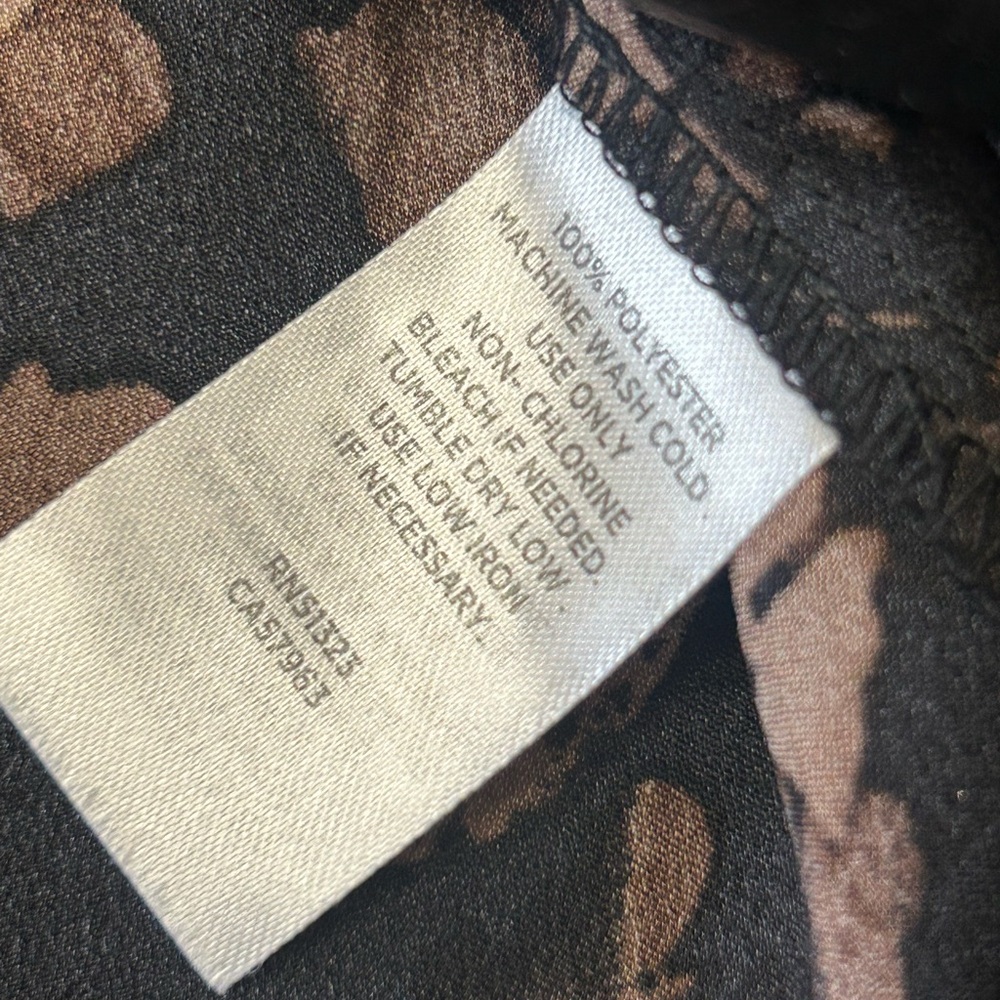 100% POLYESTER
MACHINE WASH COLD
USE ONLY
NON- CHLORINE
BLEACH IF NEEDED.
TUMBLE DRY LOW.
USE LOW IRON
IF NECESSARY.
RN51323
CA57963